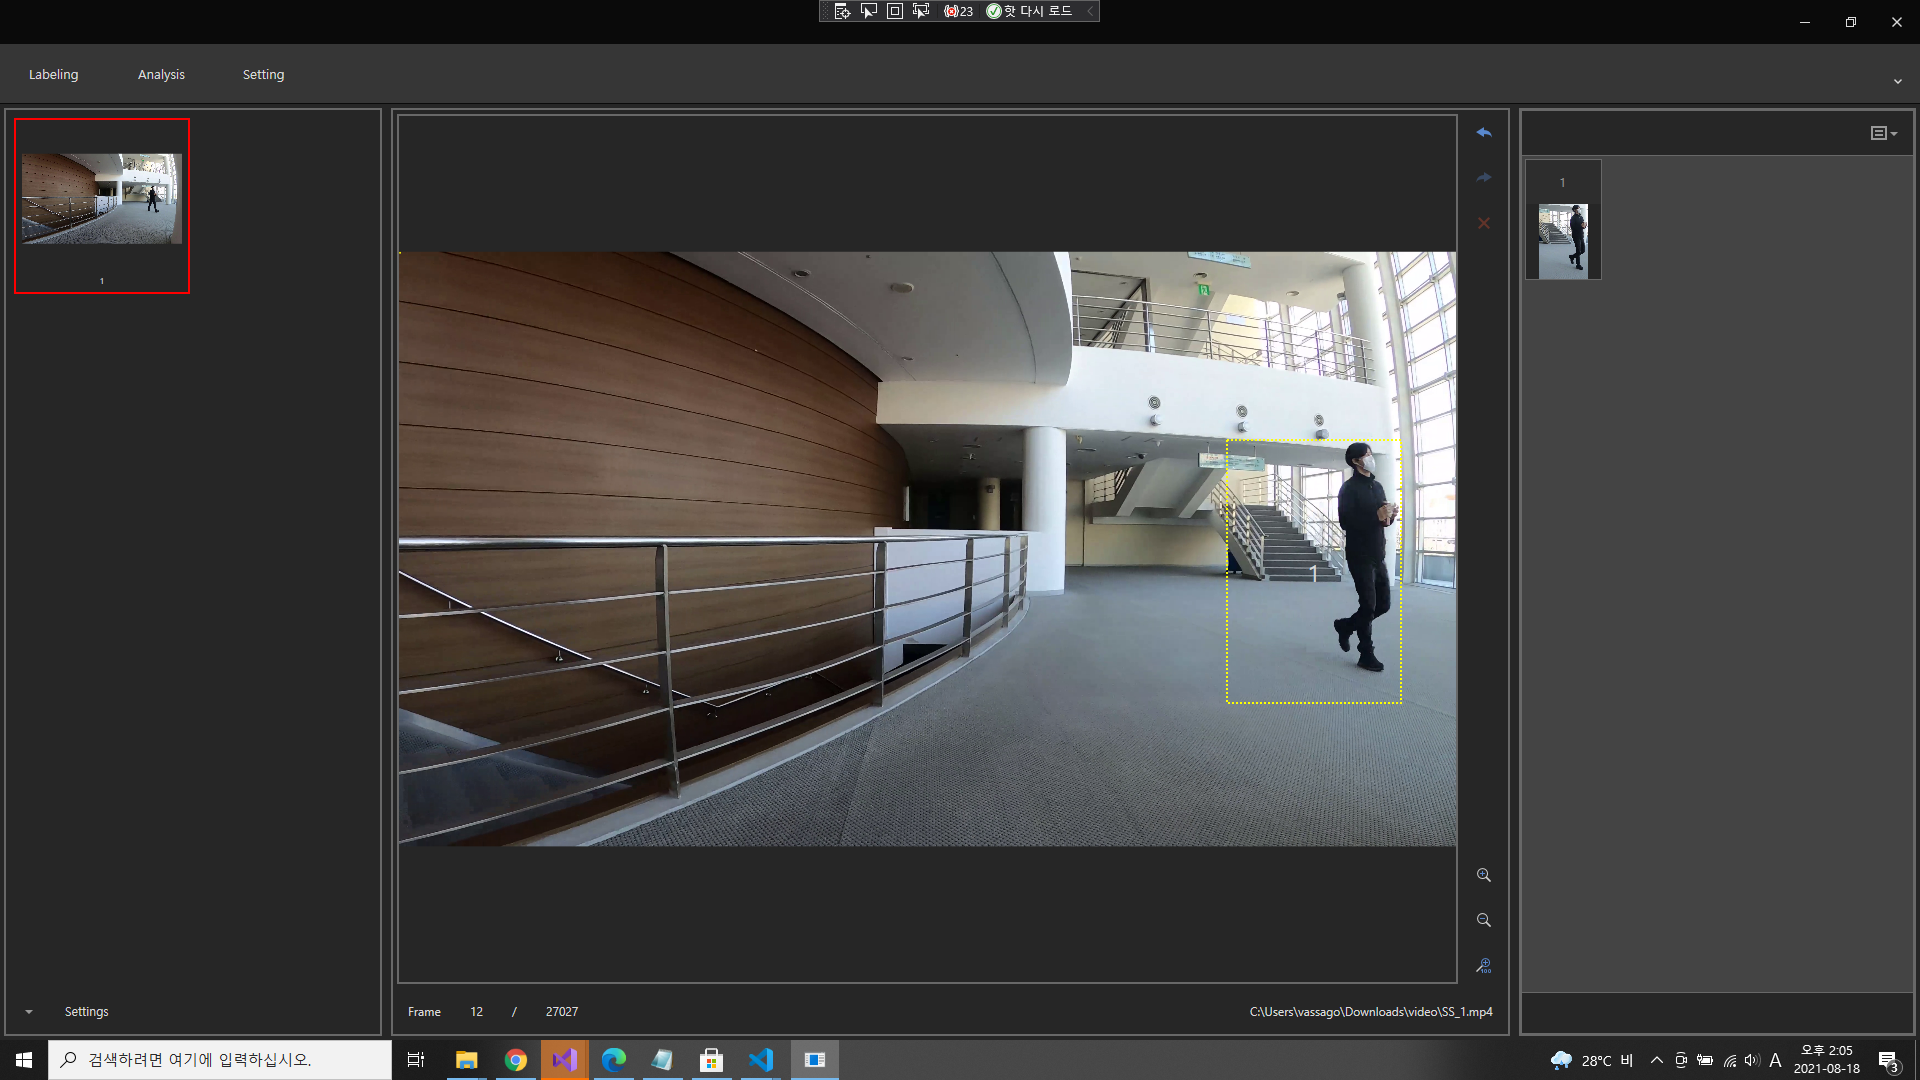 23 핫 다시 로드
Labeling Analysis Setting
1
1
1
Settings
Frame 12 / 27027 C:\Users\vassago\Downloads\video\SS_1.mp4
100
검색하려면 여기에 입력하십시오.
28°C 비
A
오후 2:05
2021-08-18
3